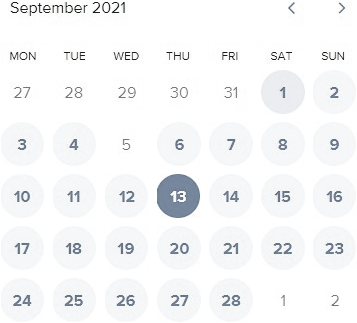 September 2021
MON TUE WED THU FRI SAT SUN
27 28 29 30 31 1 2
3 4 5 6 7 8 9
10 11 12 13 14 15 16
17 18 19 20 21 22 23
24 25 26 27 28 1 2